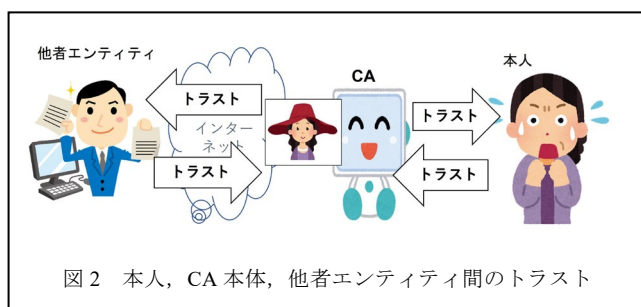 他者エンティティ
CA
本人
トラスト
トラスト
インター
ネット
トラスト
トラスト
図 2 本人，CA 本体，他者エンティティ間のトラスト